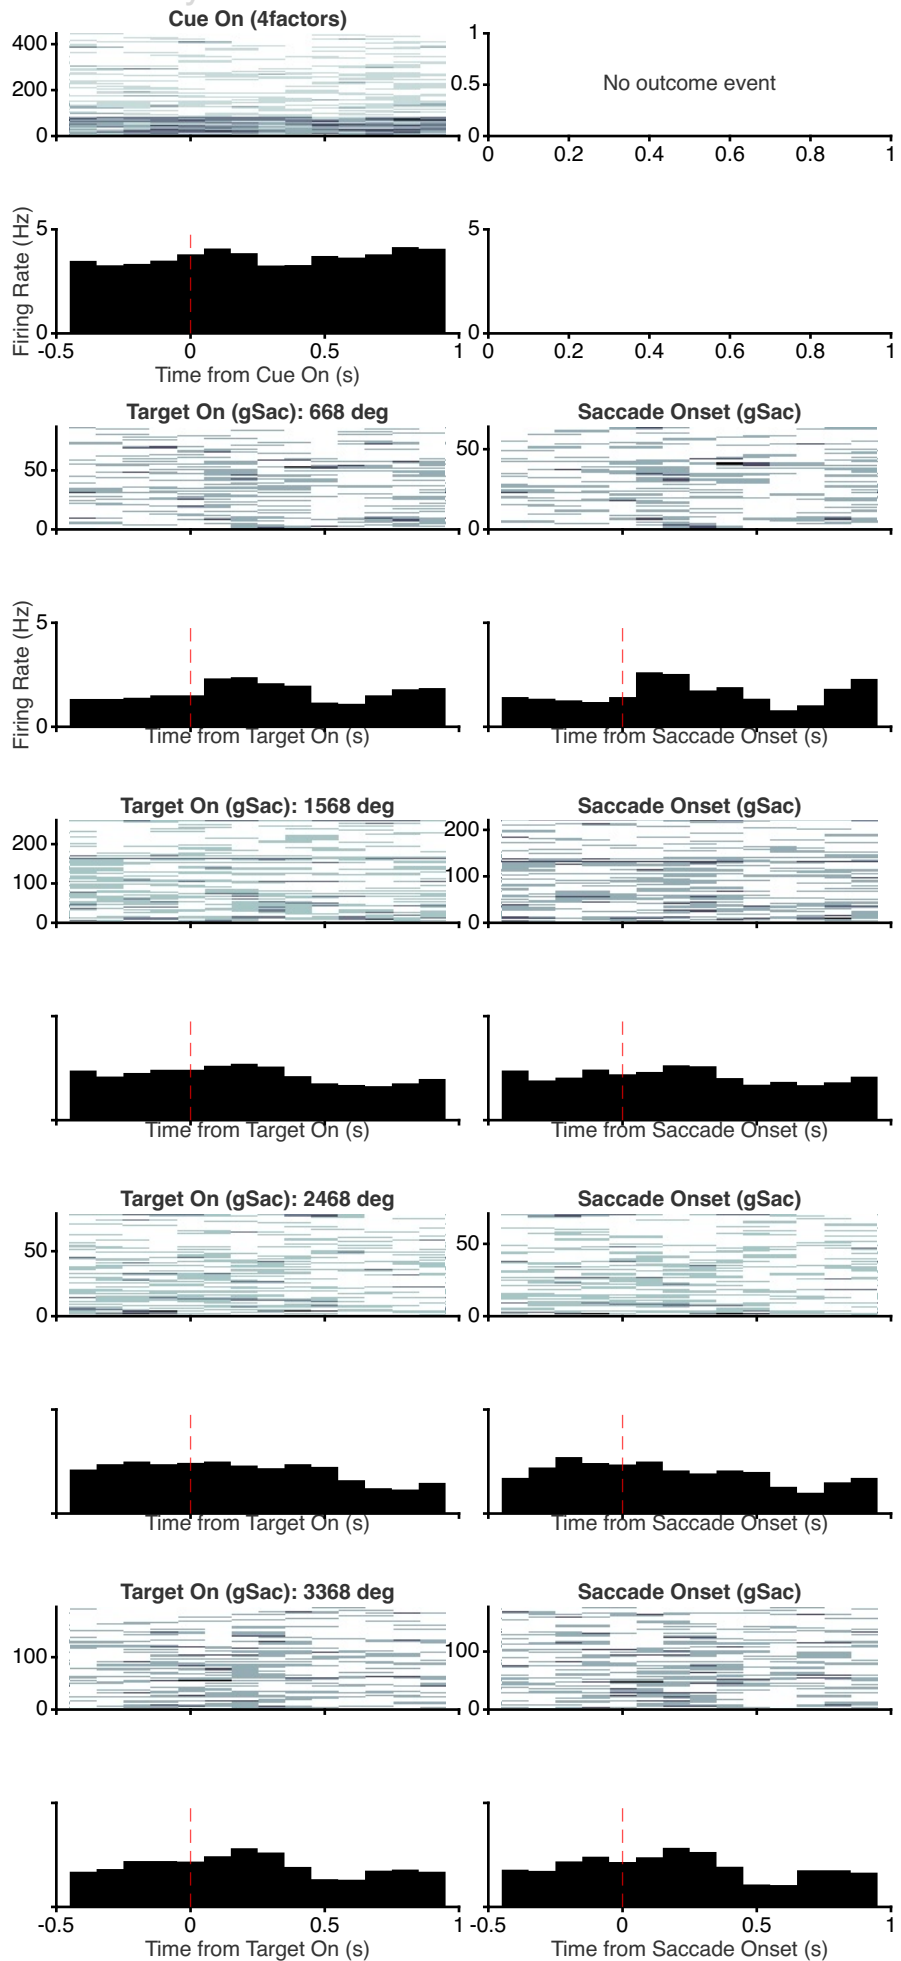 Cue On (4factors)
400
200
0
1
0.5
0
No outcome event
0 0.2 0.4 0.6 0.8 1
Firing Rate (Hz)
5
0
-0.5 0 0.5 1
Time from Cue On (s)
5
0
0 0.2 0.4 0.6 0.8 1
Target On (gSac): 668 deg
50
0
Saccade Onset (gSac)
50
0
Firing Rate (Hz)
5
0
Time from Target On (s)
Time from Saccade Onset (s)
Target On (gSac): 1568 deg
200
100
0
Saccade Onset (gSac)
200
100
0
Time from Target On (s)
Time from Saccade Onset (s)
Target On (gSac): 2468 deg
50
0
Saccade Onset (gSac)
50
0
Time from Target On (s)
Time from Saccade Onset (s)
Target On (gSac): 3368 deg
100
0
Saccade Onset (gSac)
100
0
-0.5 0 0.5 1
Time from Target On (s)
-0.5 0 0.5 1
Time from Saccade Onset (s)